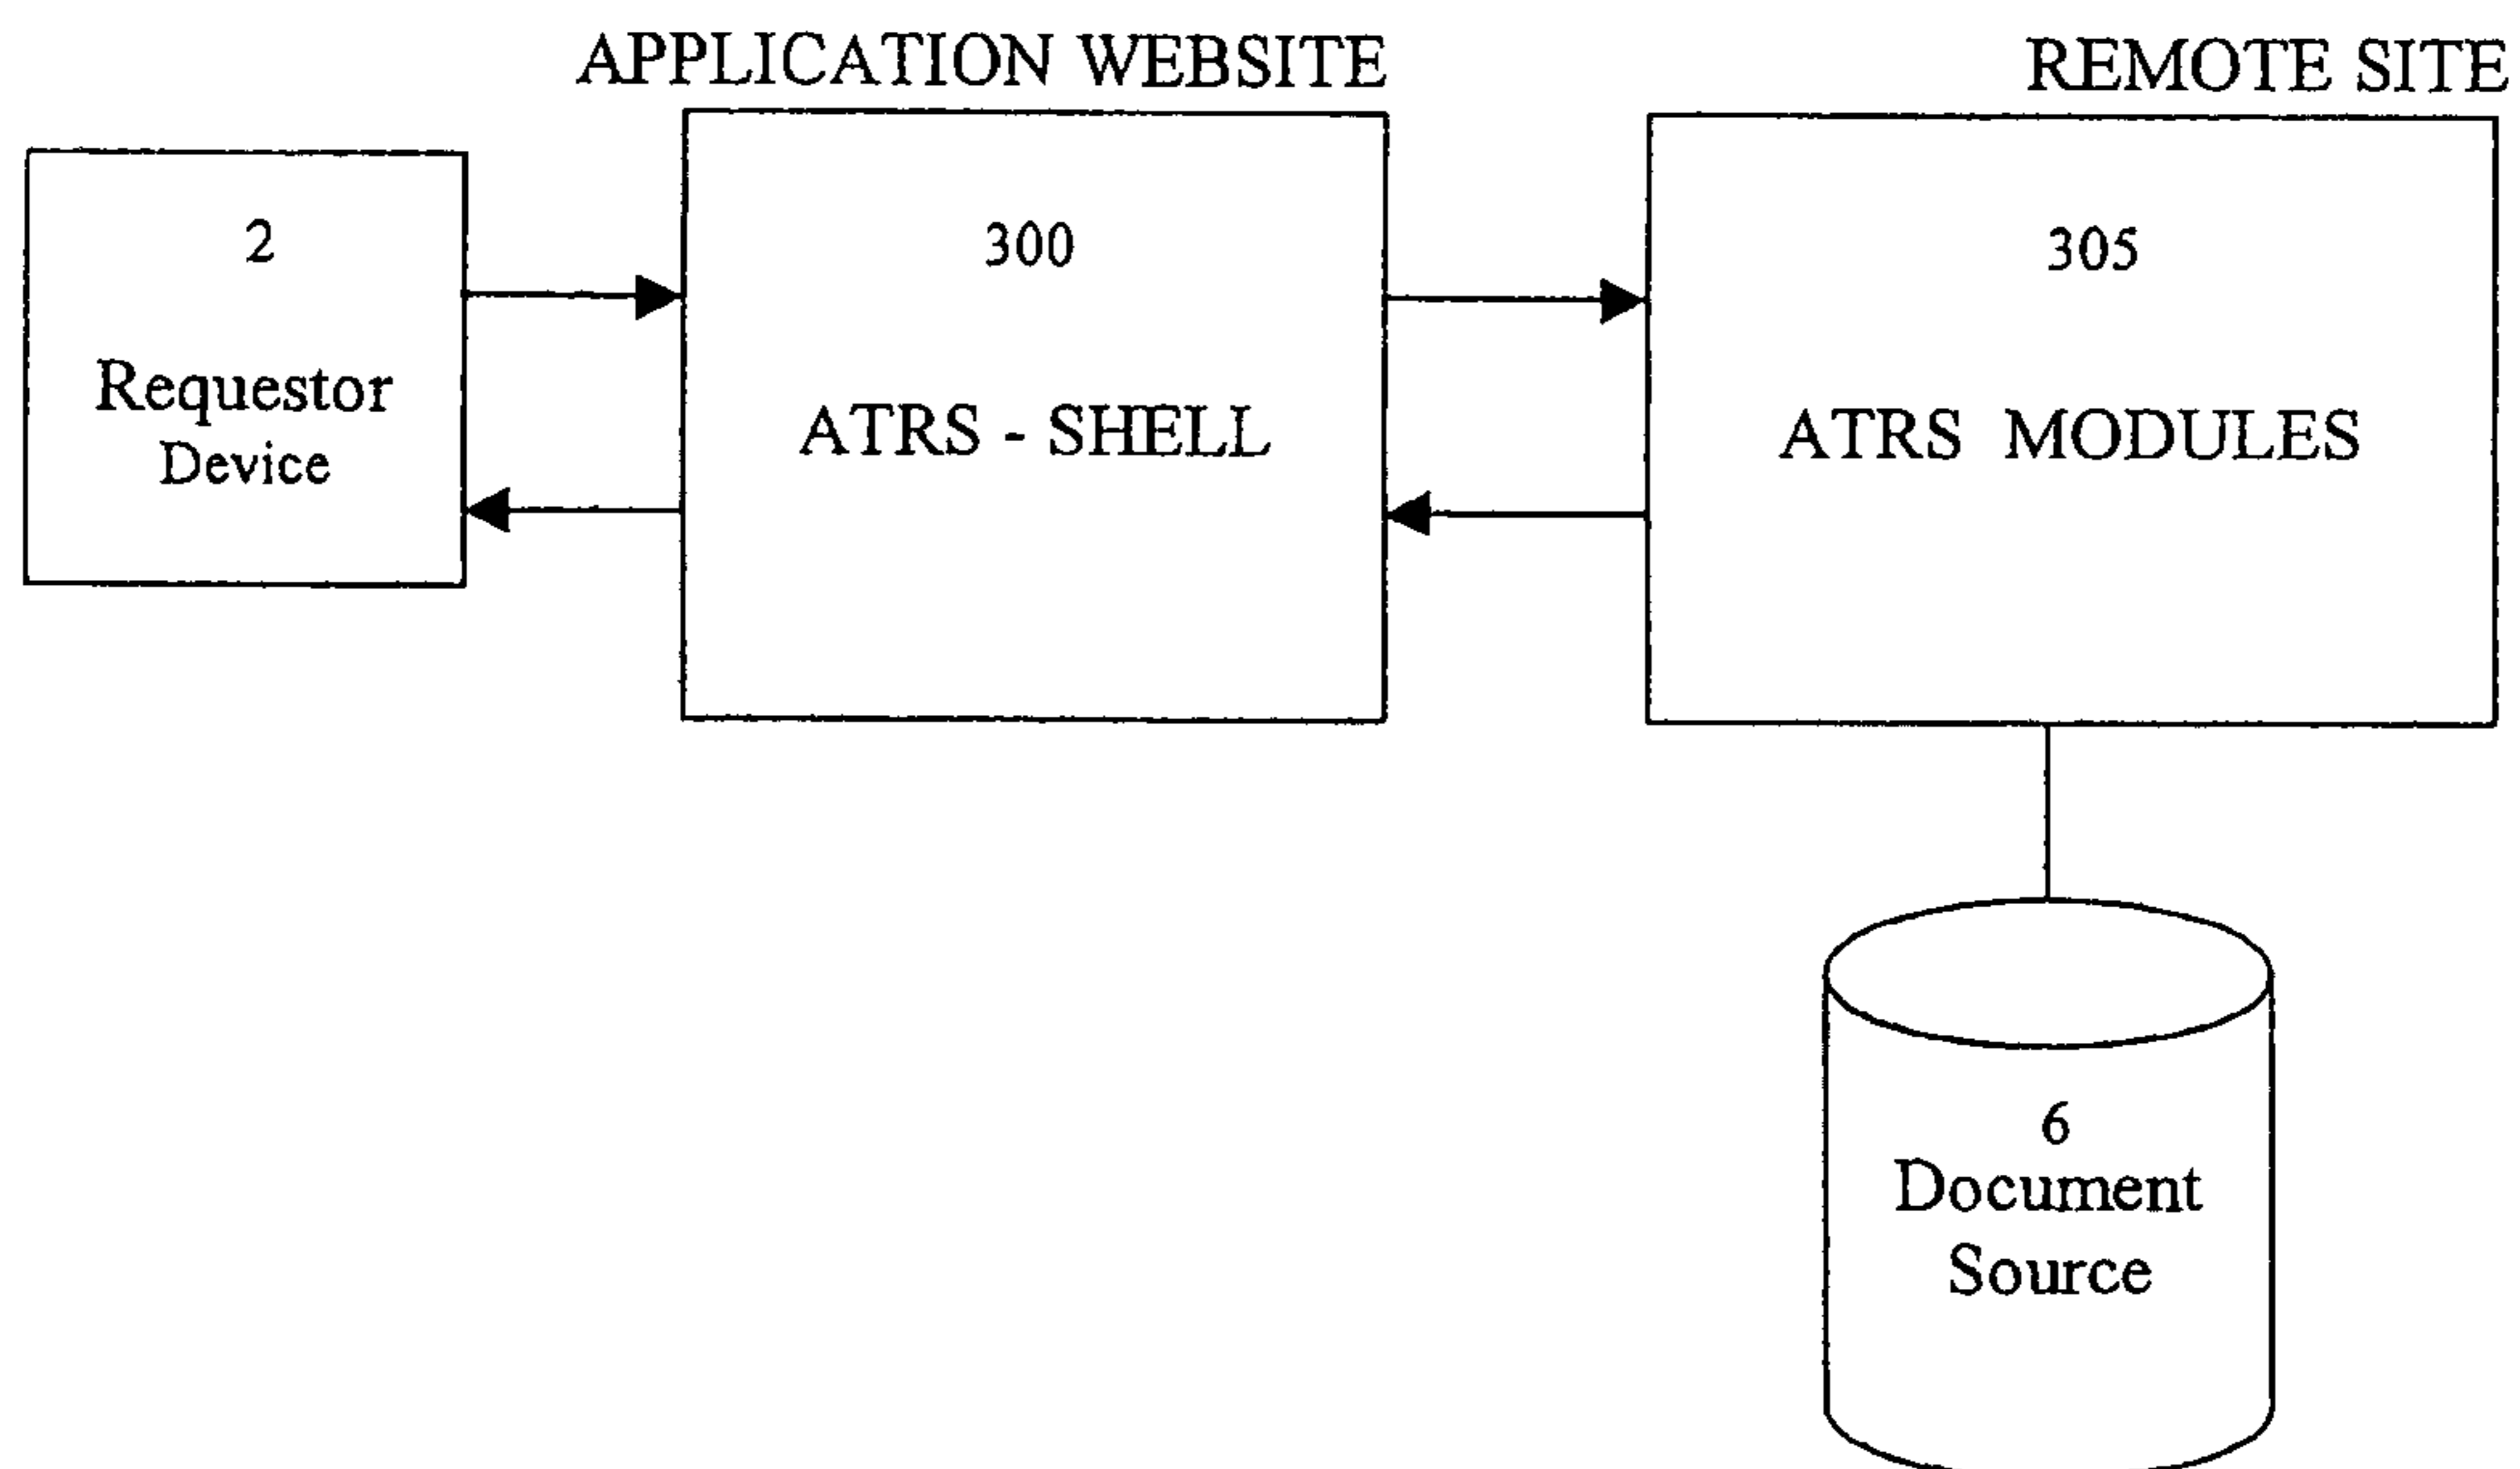 APPLICATION WEBSITE
REMOTE SITE
2
Requestor
Device
300
ATRS - SHELL
305
ATRS MODULES
6
Document
Source